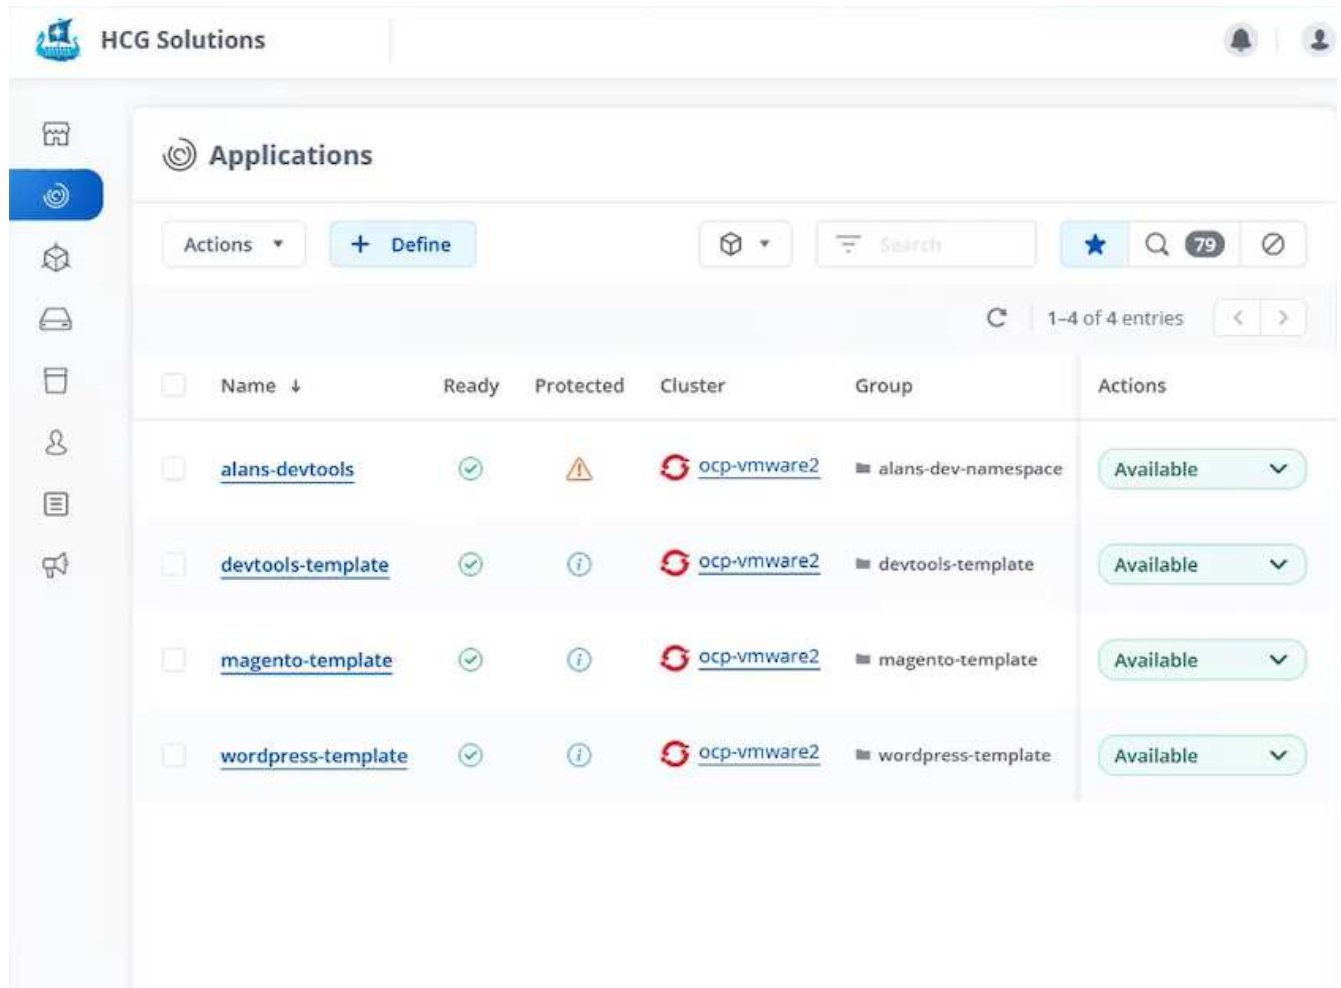 HCG Solutions
Applications
Actions + Define Search 79
1–4 of 4 entries
Name Ready Protected Cluster Group Actions
alans-devtools ocp-vmware2 alans-dev-namespace Available
devtools-template ocp-vmware2 devtools-template Available
magento-template ocp-vmware2 magento-template Available
wordpress-template ocp-vmware2 wordpress-template Available